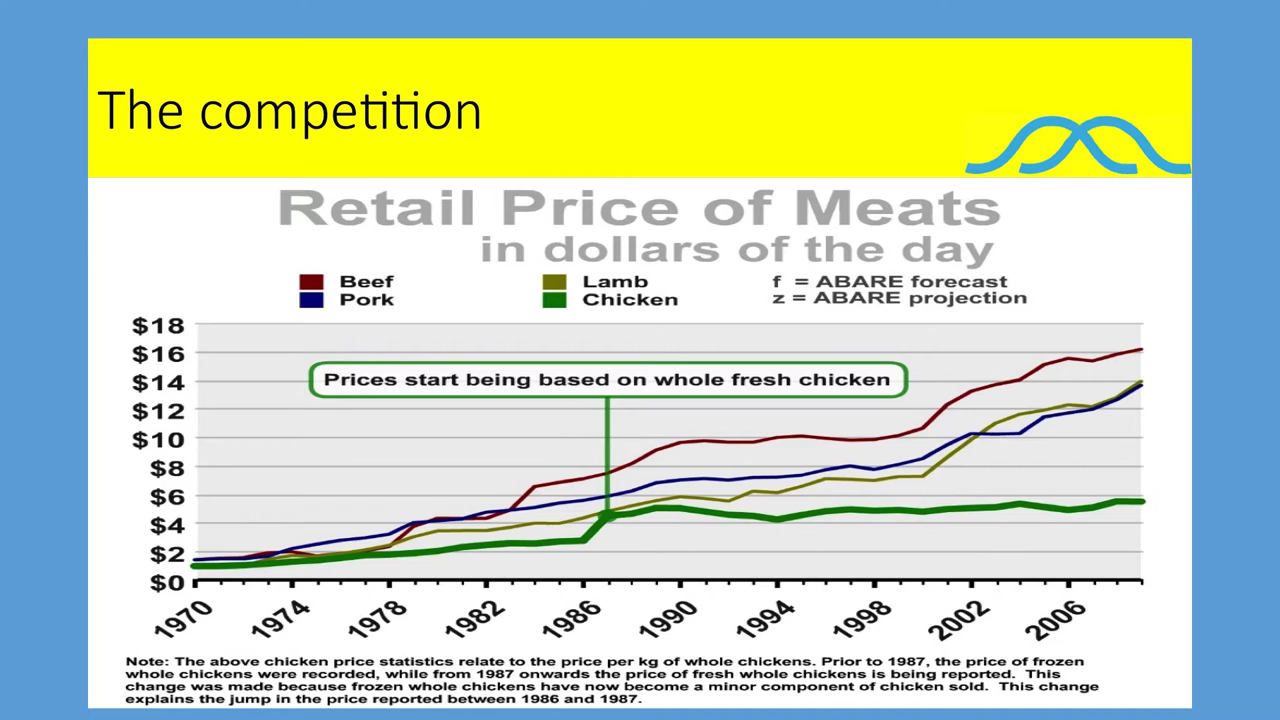 The competition
Retail Price of Meats
in dollars of the day
Beef Lamb f = ABARE forecast
Pork Chicken z = ABARE projection
$18
$16
Prices start being based on whole fresh chicken
$14
$12
$10
$8
$6
$4
$2
$0
1970 1974 1978 1982 1986 1990 1994 1998 2002 2006
Note: The above chicken price statistics relate to the price per kg of whole chickens. Prior to 1987, the price of frozen
whole chickens were recorded, while from 1987 onwards the price of fresh whole chickens is being reported. This
change was made because frozen whole chickens have now become a minor component of chicken sold. This change
explains the jump in the price reported between 1986 and 1987.